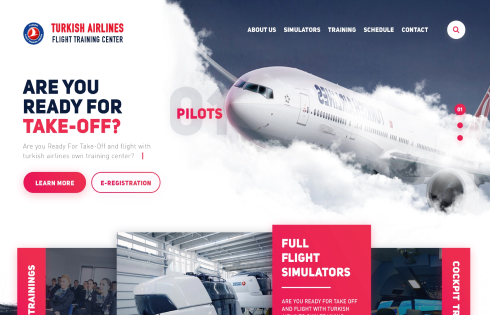 TURKISH AIRLINES
FLIGHT TRAINING CENTER
ABOUT US SIMULATORS TRAINING SCHEDULE CONTACT
ARE YOU
READY FOR
TAKE-OFF?
Are you Ready For Take-Off and flight with
turkish airlines own training center?
LEARN MORE E-REGISTRATION
01
PILOTS
01
TRAININGS
FULL
FLIGHT
SIMULATORS
ARE YOU READY FOR TAKE OFF
AND FLIGHT WITH TURKISH
COCKPIT TR